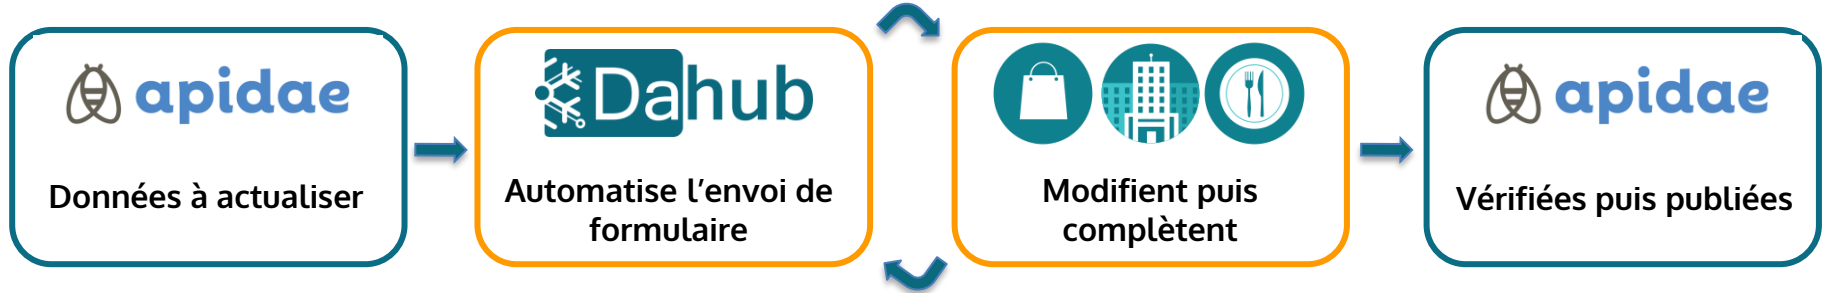 apidae
Données à actualiser
Dahub
Automatise l’envoi de
formulaire
Modifient puis
complètent
apidae
Vérifiées puis publiées